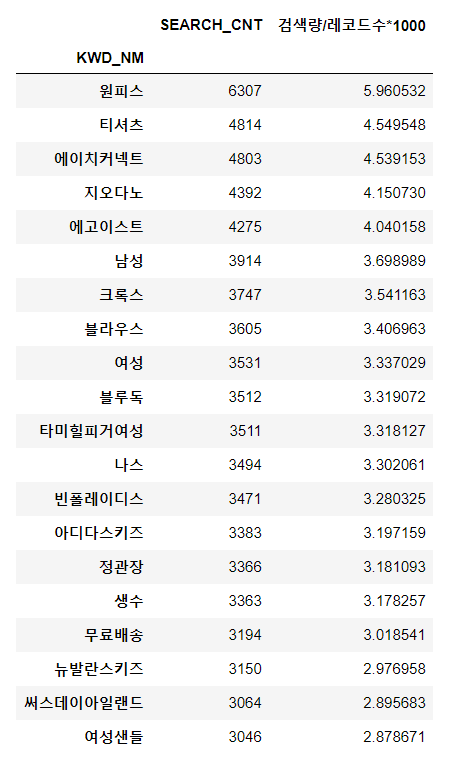 SEARCH_CNT 검색량/레코드수*1000
KWD_NM
원피스 6307 5.960532
티셔츠 4814 4.549548
에이치커넥트 4803 4.539153
지오다노 4392 4.150730
에고이스트 4275 4.040158
남성 3914 3.698989
크록스 3747 3.541163
블라우스 3605 3.406963
여성 3531 3.337029
블루독 3512 3.319072
타미힐피거여성 3511 3.318127
나스 3494 3.302061
빈폴레이디스 3471 3.280325
아디다스키즈 3383 3.197159
정관장 3366 3.181093
생수 3363 3.178257
무료배송 3194 3.018541
뉴발란스키즈 3150 2.976958
써스데이아일랜드 3064 2.895683
여성샌들 3046 2.878671